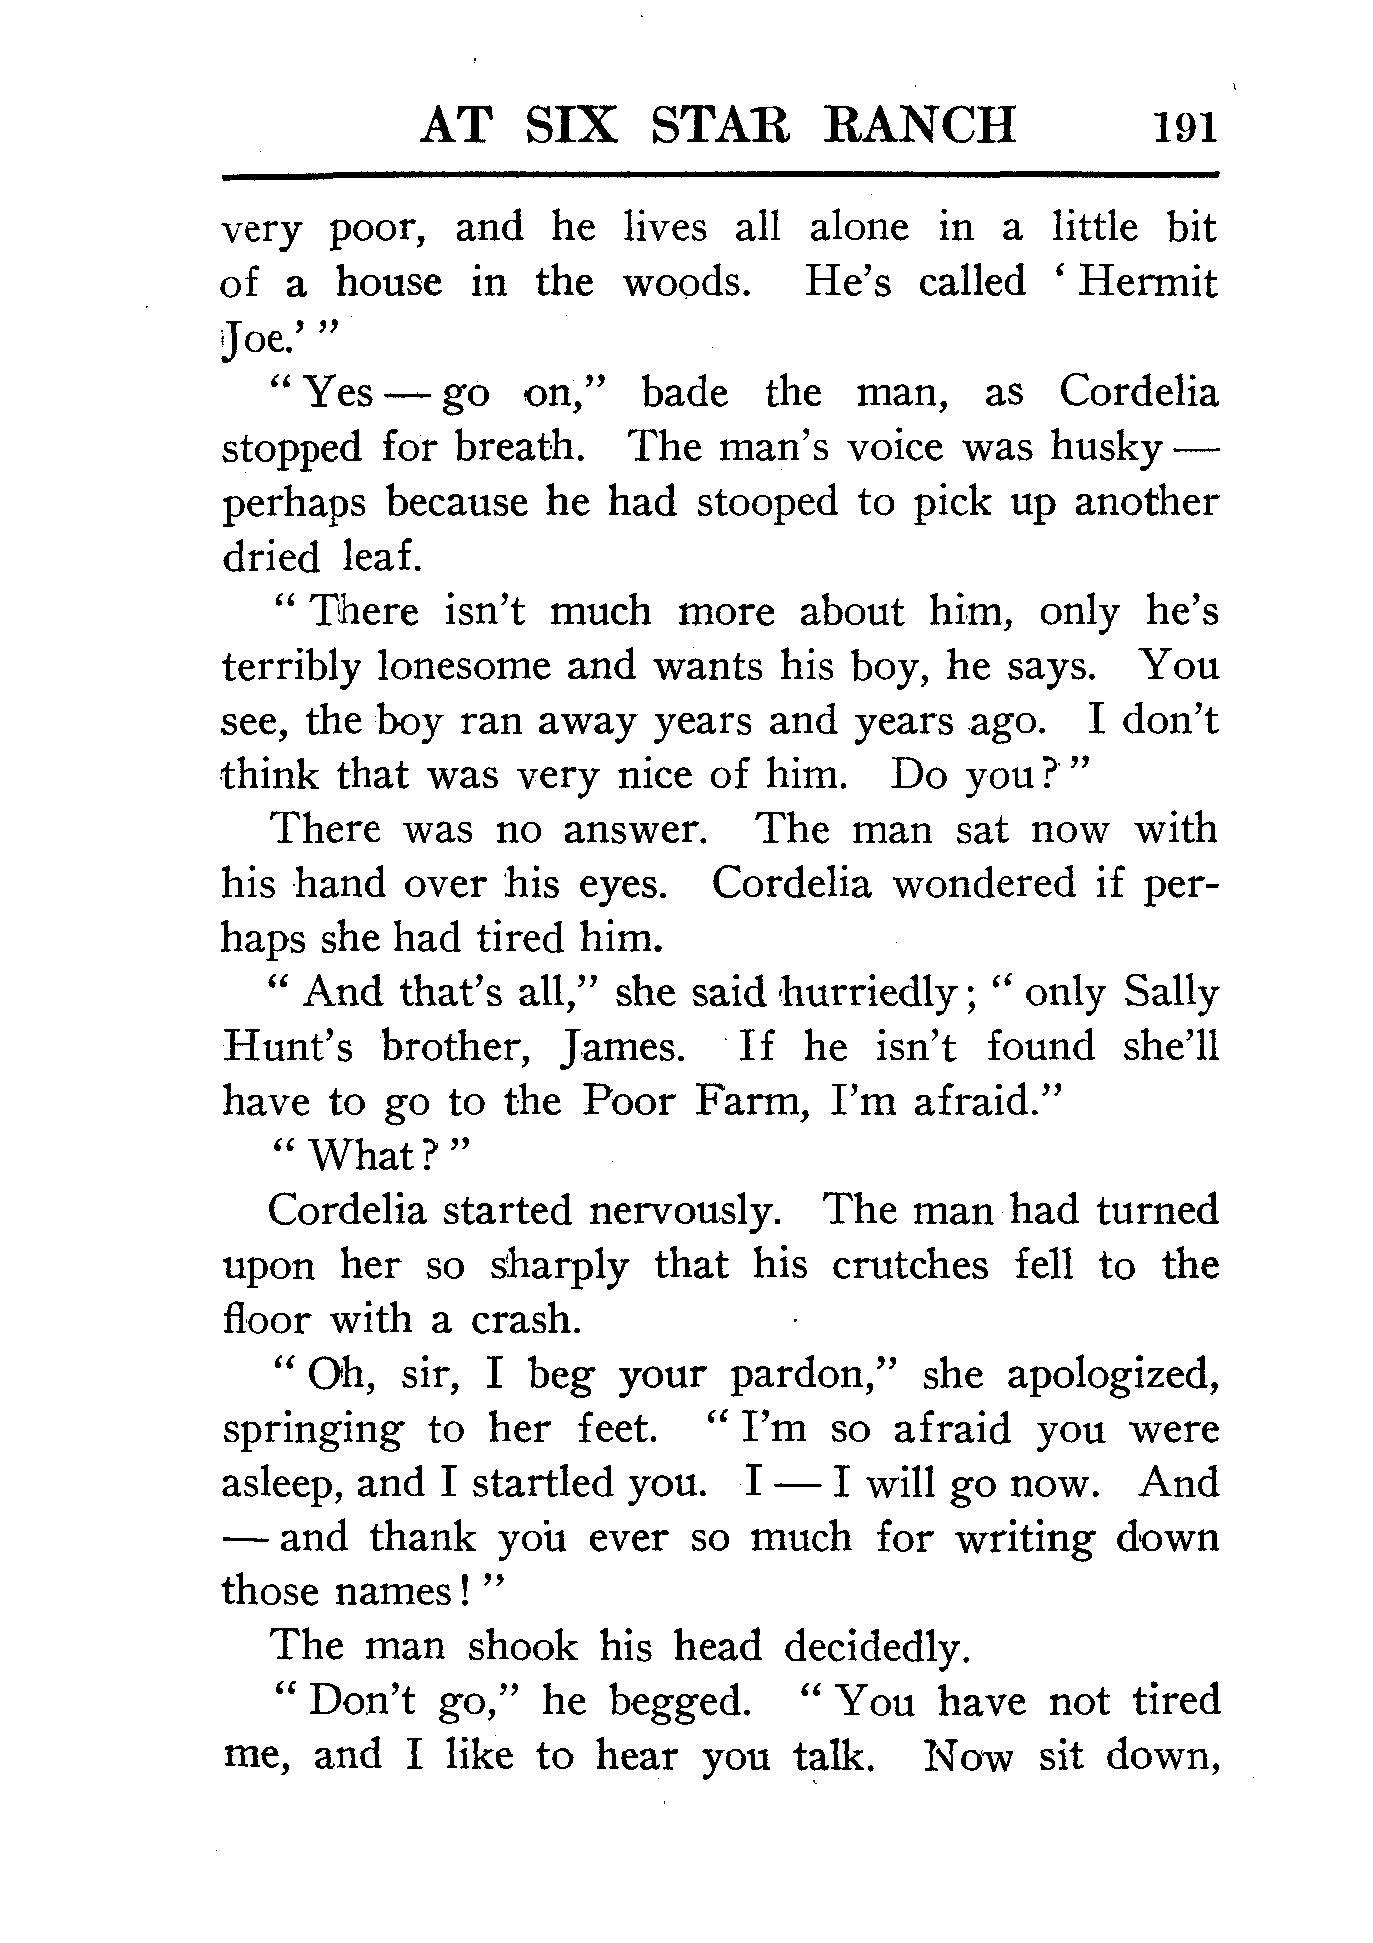 AT SIX STAR RANCH 191
very poor, and he lives all alone in a little bit
of a house in the woods. He's called ‘ Hermit
Joe.’ ”
“ Yes — go on,” bade the man, as Cordelia
stopped for breath. The man's voice was husky —
perhaps because he had stooped to pick up another
dried leaf.
“ There isn't much more about him, only he's
terribly lonesome and wants his boy, he says. You
see, the boy ran away years and years ago. I don't
think that was very nice of him. Do you? ”
There was no answer. The man sat now with
his hand over his eyes. Cordelia wondered if per-
haps she had tired him.
“ And that's all,” she said hurriedly; “ only Sally
Hunt's brother, James. If he isn't found she'll
have to go to the Poor Farm, I'm afraid.”
“ What? ”
Cordelia started nervously. The man had turned
upon her so sharply that his crutches fell to the
floor with a crash.
“ Oh, sir, I beg your pardon,” she apologized,
springing to her feet. “ I'm so afraid you were
asleep, and I startled you. I — I will go now. And
— and thank you ever so much for writing down
those names! ”
The man shook his head decidedly.
“ Don't go,” he begged. “ You have not tired
me, and I like to hear you talk. Now sit down,